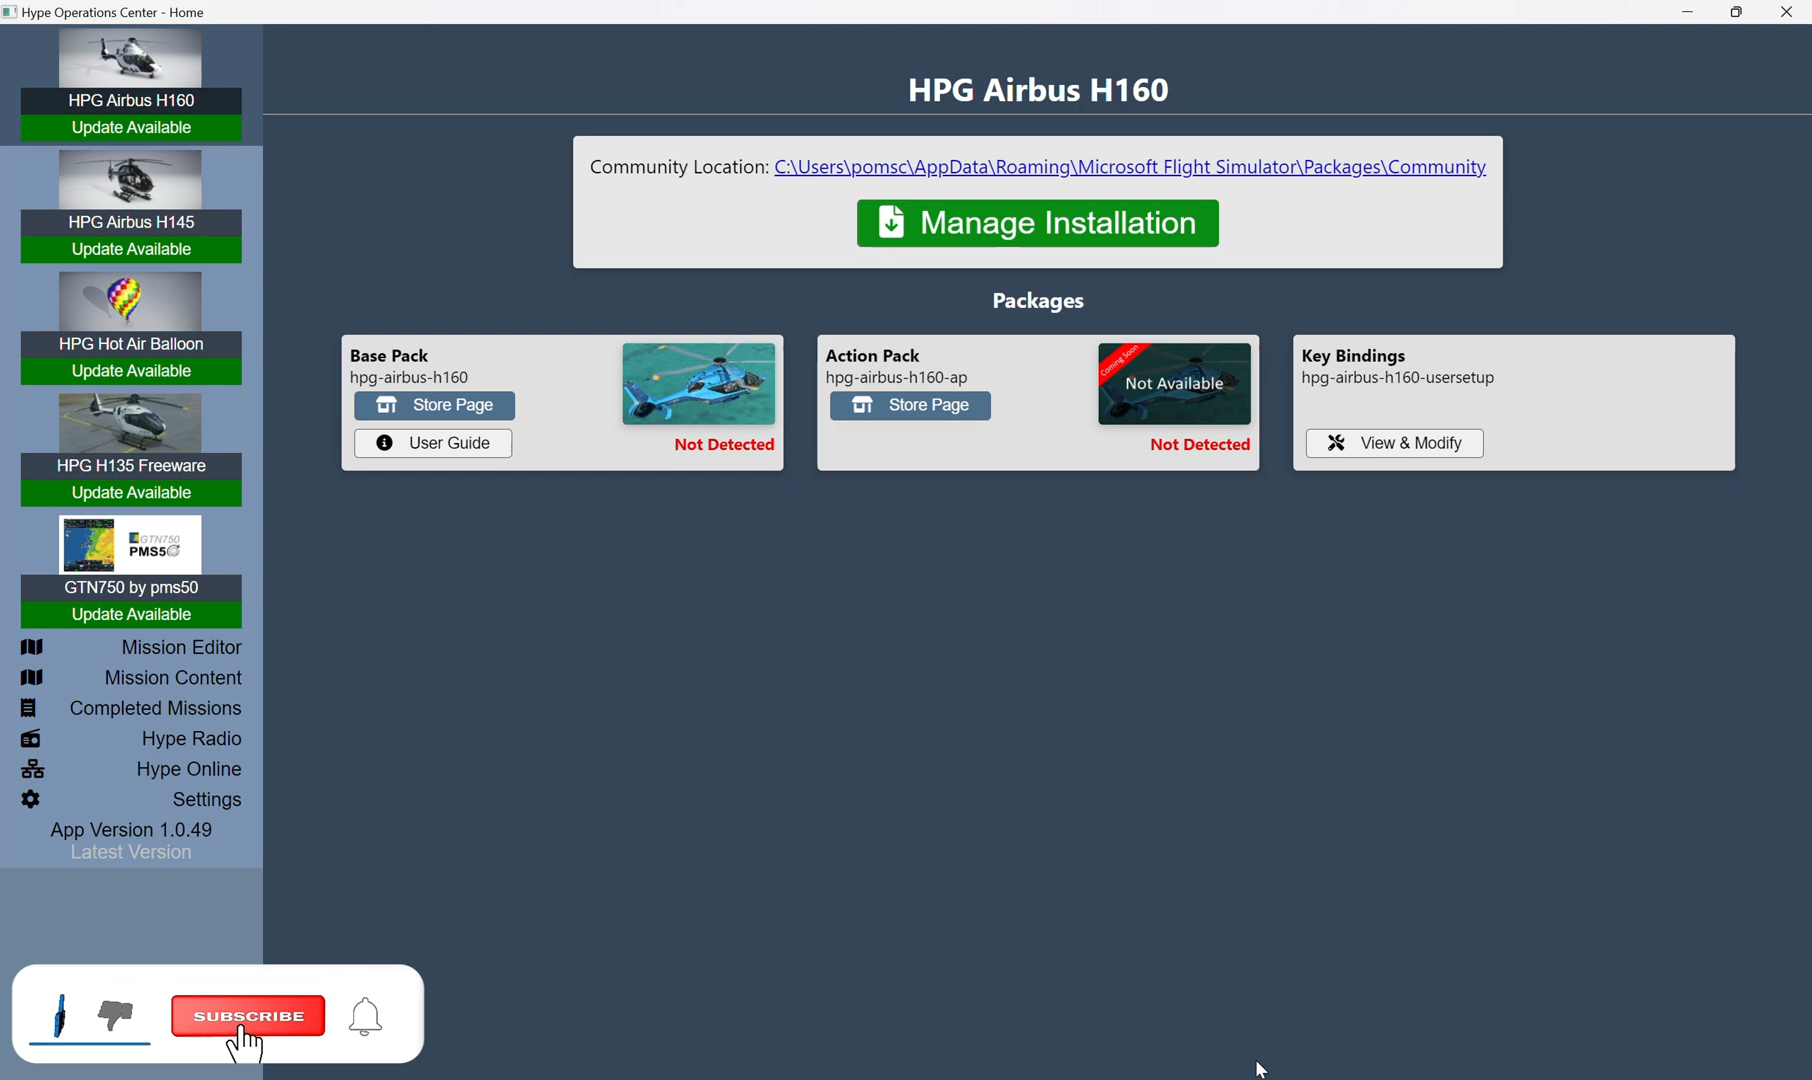 Hype Operations Center - Home
HPG Airbus H160
Update Available
HPG Airbus H145
Update Available
HPG Hot Air Balloon
Update Available
HPG H135 Freeware
Update Available
GTN750
PMS50
GTN750 by pms50
Update Available
Mission Editor
Mission Content
Completed Missions
Hype Radio
Hype Online
Settings
App Version 1.0.49
Latest Version
SUBSCRIBE
HPG Airbus H160
Community Location: C:\Users\pomsc\AppData\Roaming\Microsoft Flight Simulator\Packages\Community
Manage Installation
Packages
Base Pack
hpg-airbus-h160
Store Page
User Guide
Not Detected
Action Pack
hpg-airbus-h160-ap
Store Page
Coming Soon
Not Available
Not Detected
Key Bindings
hpg-airbus-h160-usersetup
View & Modify